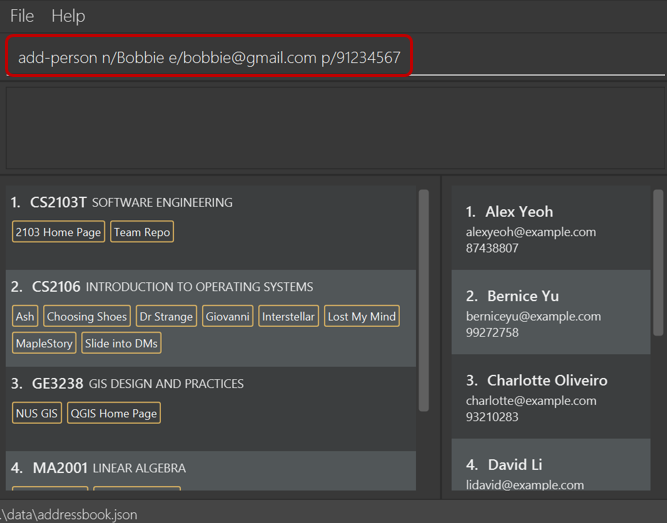 File Help
add-person n/Bobbie e/bobbie@gmail.com p/91234567
1. CS2103T SOFTWARE ENGINEERING
2103 Home Page Team Repo
2. CS2106 INTRODUCTION TO OPERATING SYSTEMS
Ash Choosing Shoes Dr Strange Giovanni Interstellar Lost My Mind
MapleStory Slide into DMs
3. GE3238 GIS DESIGN AND PRACTICES
NUS GIS QGIS Home Page
4. MA2001 LINEAR ALGEBRA
1. Alex Yeoh
alexyeoh@example.com
87438807
2. Bernice Yu
berniceyu@example.com
99272758
3. Charlotte Oliveiro
charlotte@example.com
93210283
4. David Li
lidavid@example.com
\data\addressbook.json